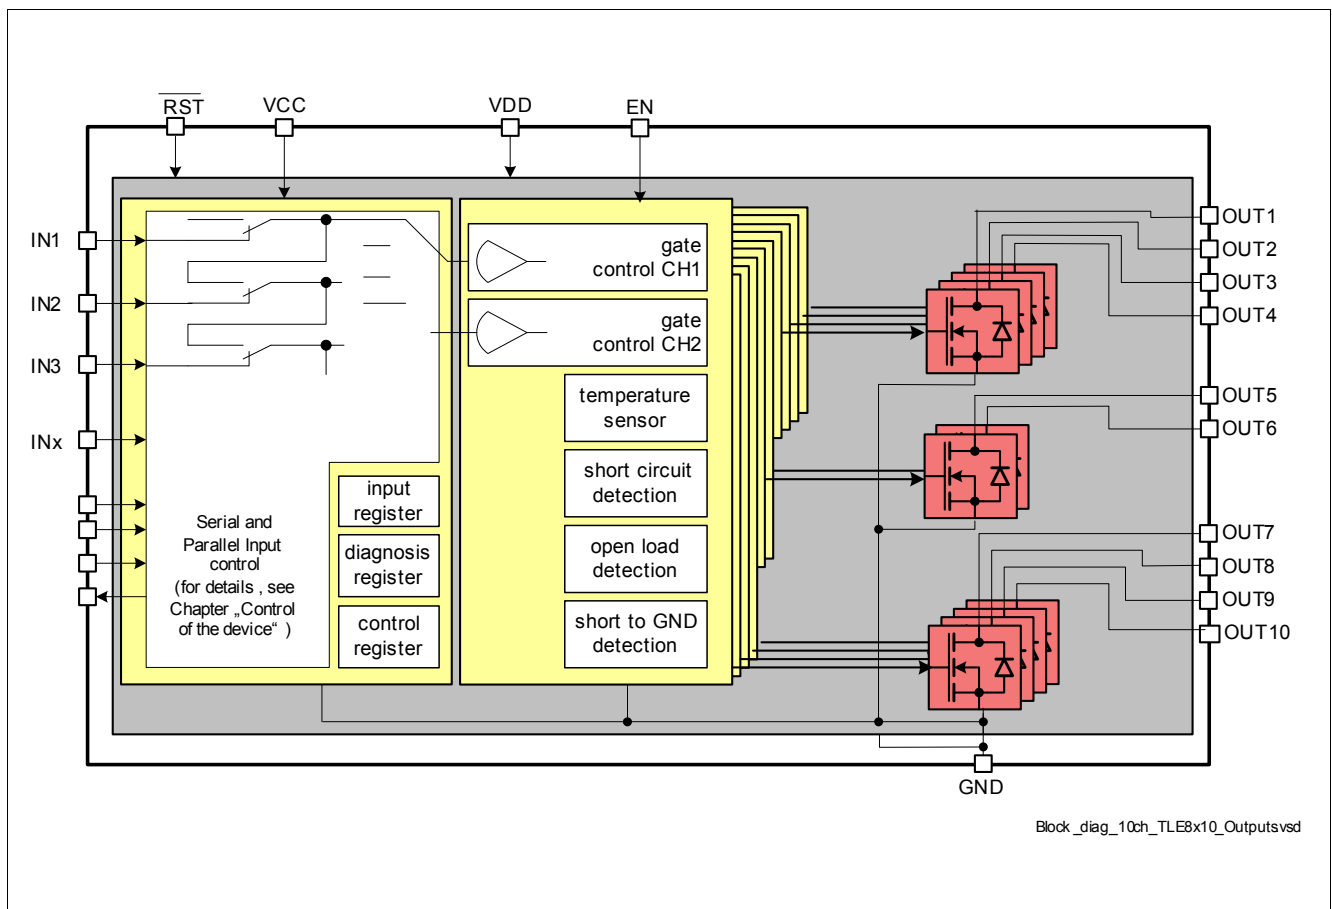 RST
VCC
VDD
EN
IN1
IN2
IN3
INx
Serial and
Parallel Input
control
(for details , see
Chapter „Control
of the device“ )
input
register
diagnosis
register
control
register
gate
control CH1
gate
control CH2
temperature
sensor
short circuit
detection
open load
detection
short to GND
detection
OUT1
OUT2
OUT3
OUT4
OUT5
OUT6
OUT7
OUT8
OUT9
OUT10
GND
Block_diag_10ch_TLE8x10_Outputs.vsd